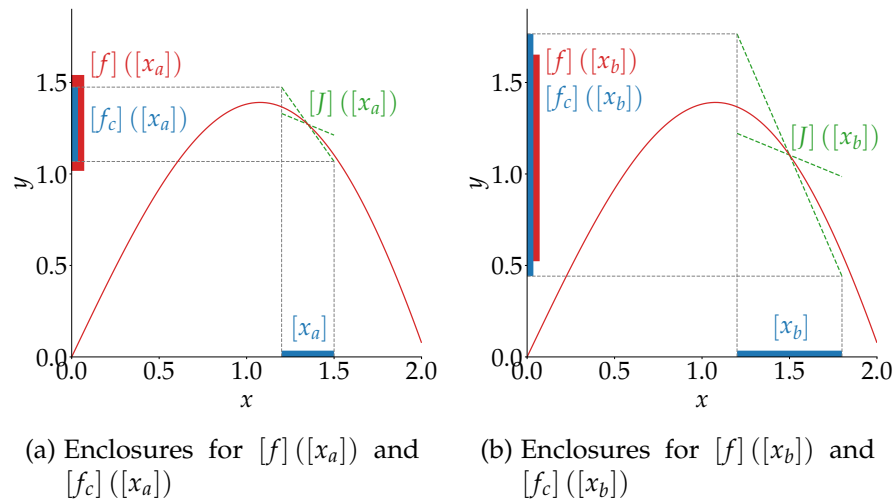 [f] ([x_a])
[f_c] ([x_a])
[J] ([x_a])
[x_a]
y
1.5
1.0
0.5
0.0
0.0 0.5 1.0 1.5 2.0
x
(a) Enclosures for [f] ([x_a]) and
[f_c] ([x_a])
[f] ([x_b])
[f_c] ([x_b])
[J] ([x_b])
[x_b]
y
1.5
1.0
0.5
0.0
0.0 0.5 1.0 1.5 2.0
x
(b) Enclosures for [f] ([x_b]) and
[f_c] ([x_b])